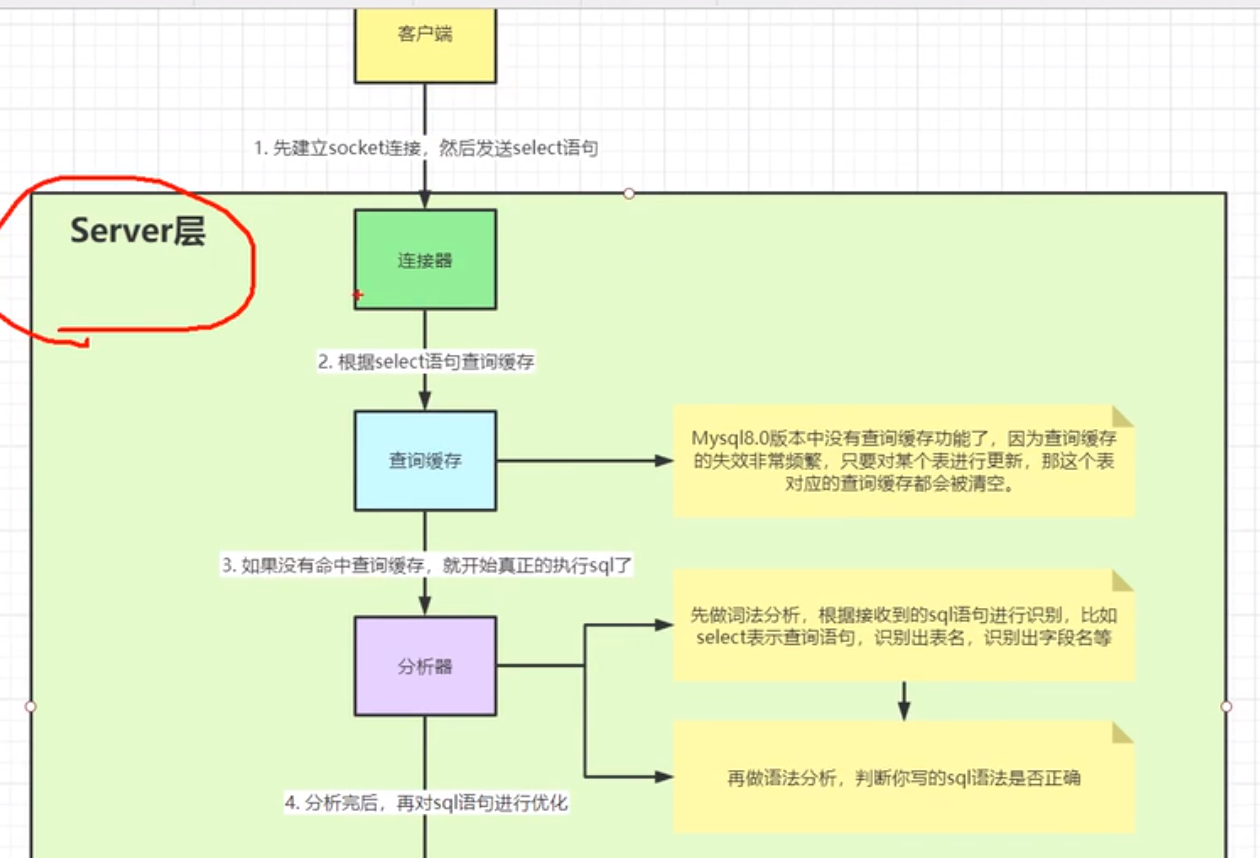 客户端
1. 先建立socket连接，然后发送select语句
Server层
连接器
2. 根据select语句查询缓存
查询缓存
Mysql8.0版本中没有查询缓存功能了，因为查询缓存
的失效非常频繁，只要对某个表进行更新，那这个表
对应的查询缓存都会被清空。
3. 如果没有命中查询缓存，就开始真正的执行sql了
先做词法分析，根据接收到的sql语句进行识别，比如
select表示查询语句，识别出表名，识别出字段名等
分析器
再做语法分析，判断你写的sql语法是否正确
4. 分析完后，再对sql语句进行优化